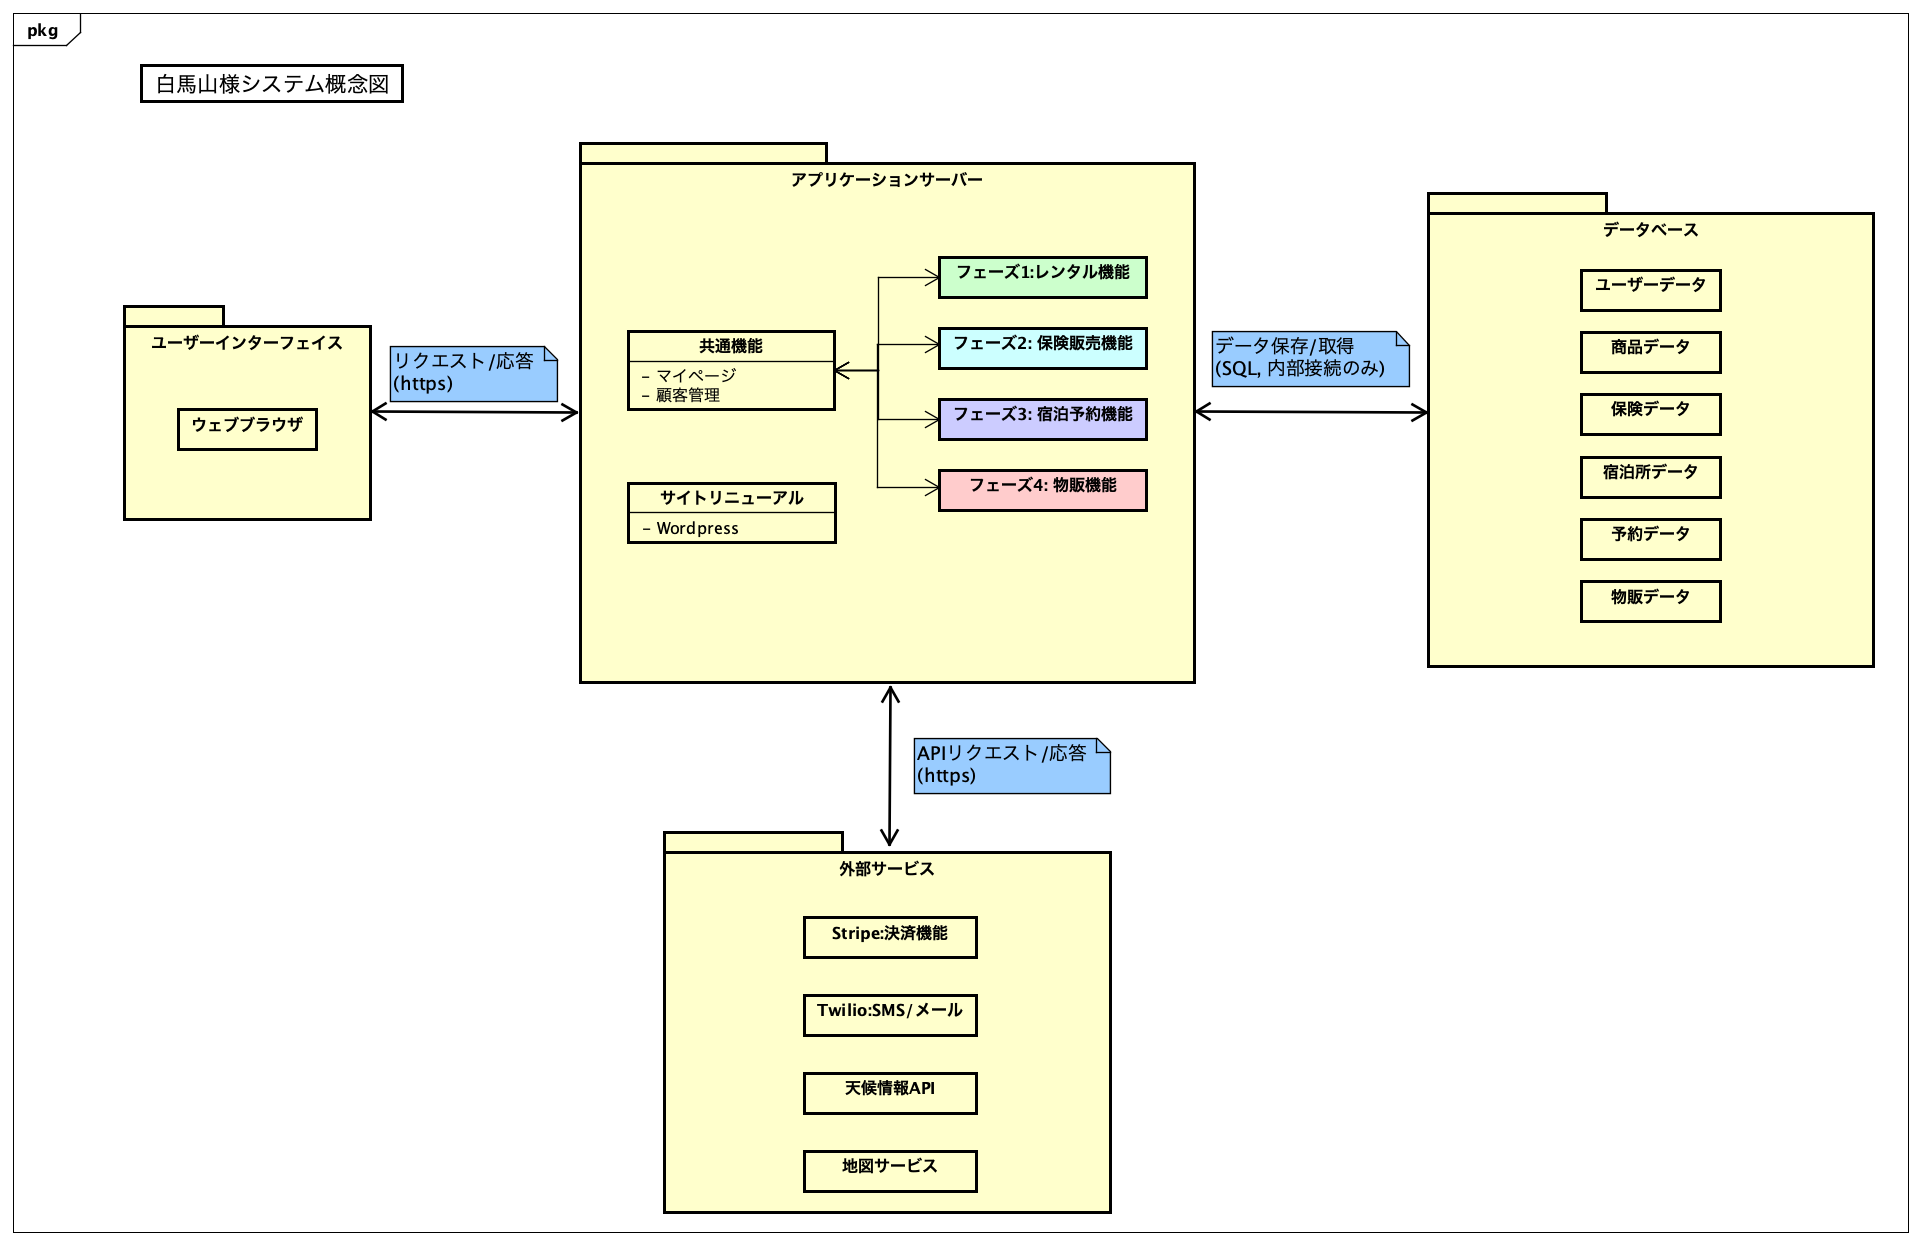 pkg
白馬山様システム概念図
アプリケーションサーバー
フェーズ1:レンタル機能
フェーズ2: 保険販売機能
フェーズ3: 宿泊予約機能
フェーズ4: 物販機能
共通機能
- マイページ
- 顧客管理
サイトリニューアル
- Wordpress
ユーザーインターフェイス
ウェブブラウザ
リクエスト/応答
(https)
データ保存/取得
(SQL, 内部接続のみ)
データベース
ユーザーデータ
商品データ
保険データ
宿泊所データ
予約データ
物販データ
APIリクエスト/応答
(https)
外部サービス
Stripe:決済機能
Twilio:SMS/メール
天候情報API
地図サービス